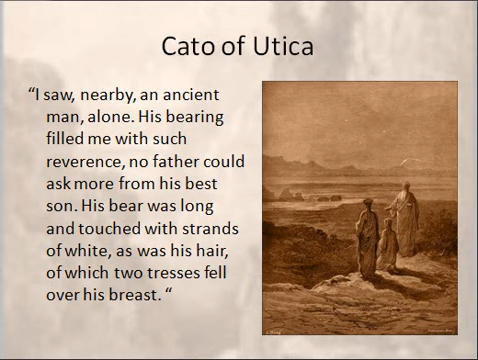 Cato of Utica
“I saw, nearby, an ancient
man, alone. His bearing
filled me with such
reverence, no father could
ask more from his best
son. His bear was long
and touched with strands
of white, as was his hair,
of which two tresses fell
over his breast. “